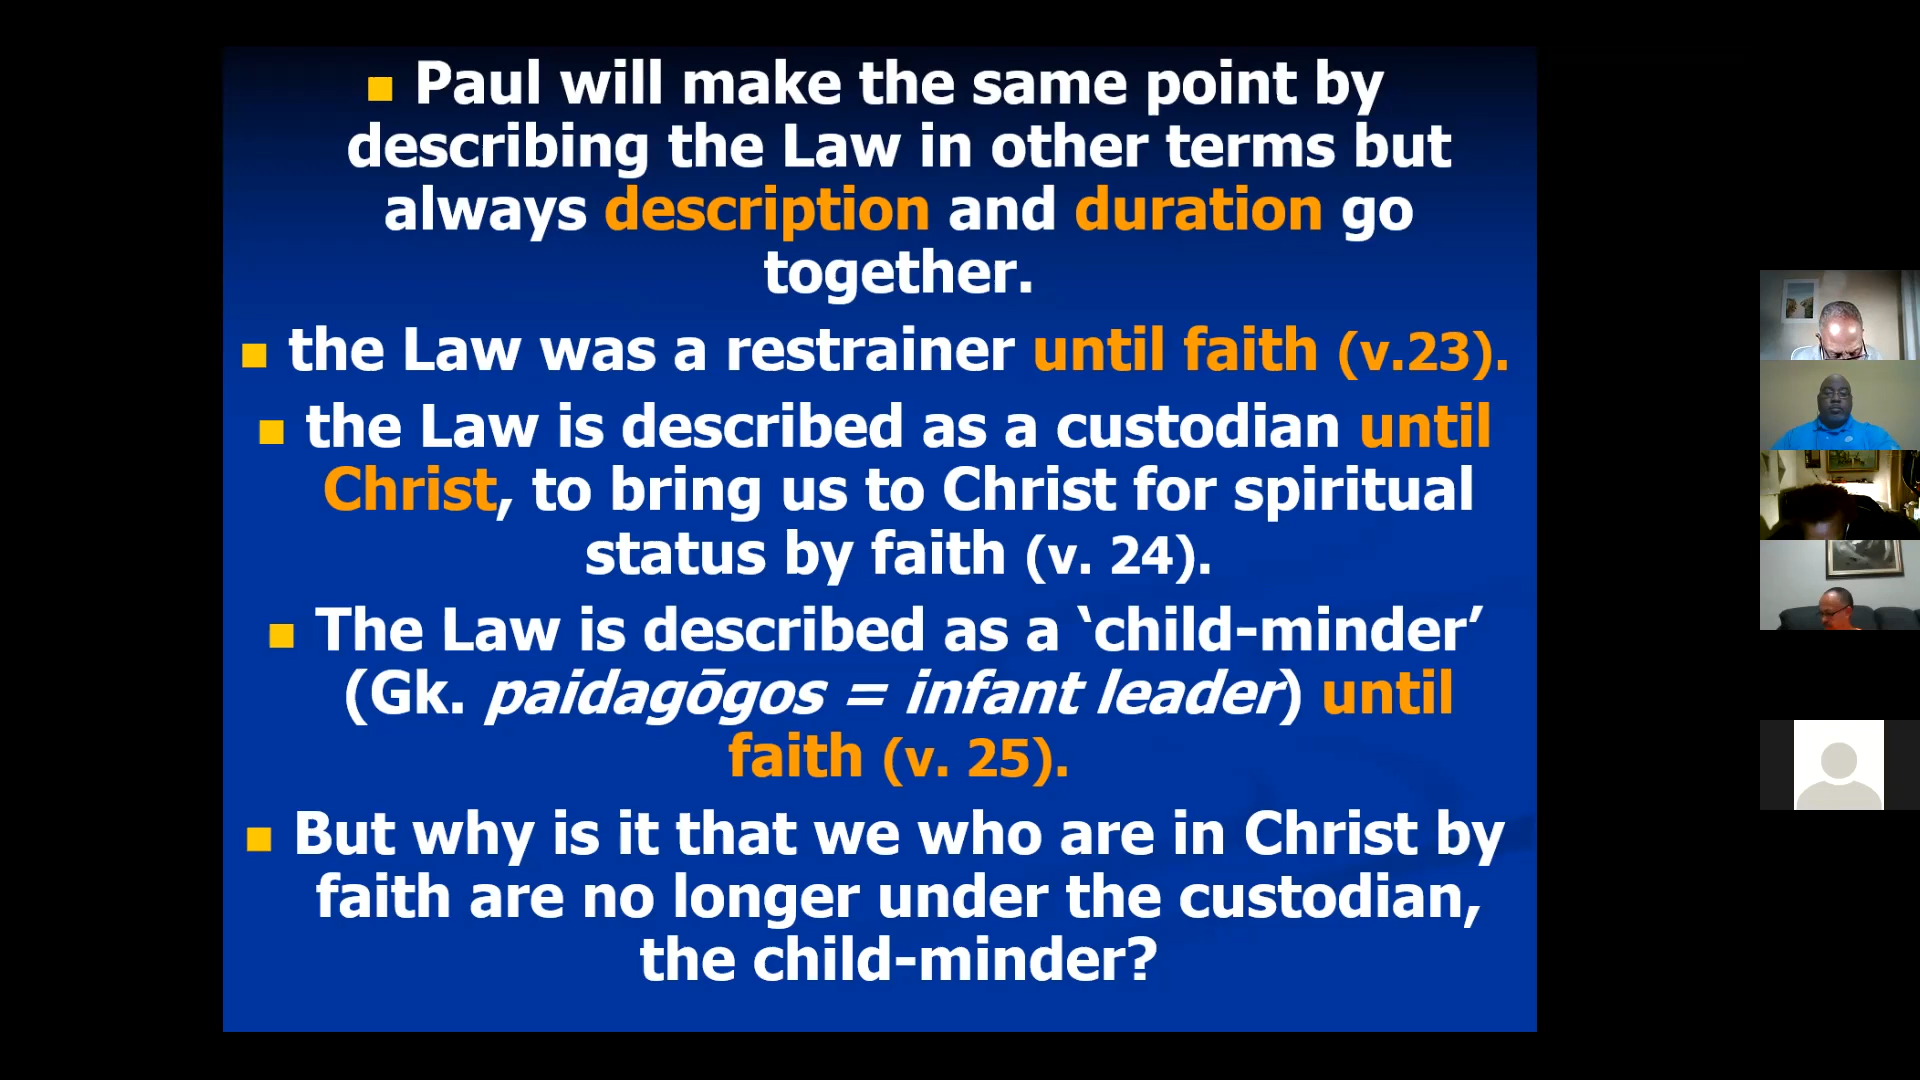 Paul will make the same point by
describing the Law in other terms but
always description and duration go
together.
the Law was a restrainer until faith (v.23).
the Law is described as a custodian until
Christ, to bring us to Christ for spiritual
status by faith (v. 24).
The Law is described as a ‘child-minder’
(Gk. paidagōgos = infant leader) until
faith (v. 25).
But why is it that we who are in Christ by
faith are no longer under the custodian,
the child-minder?